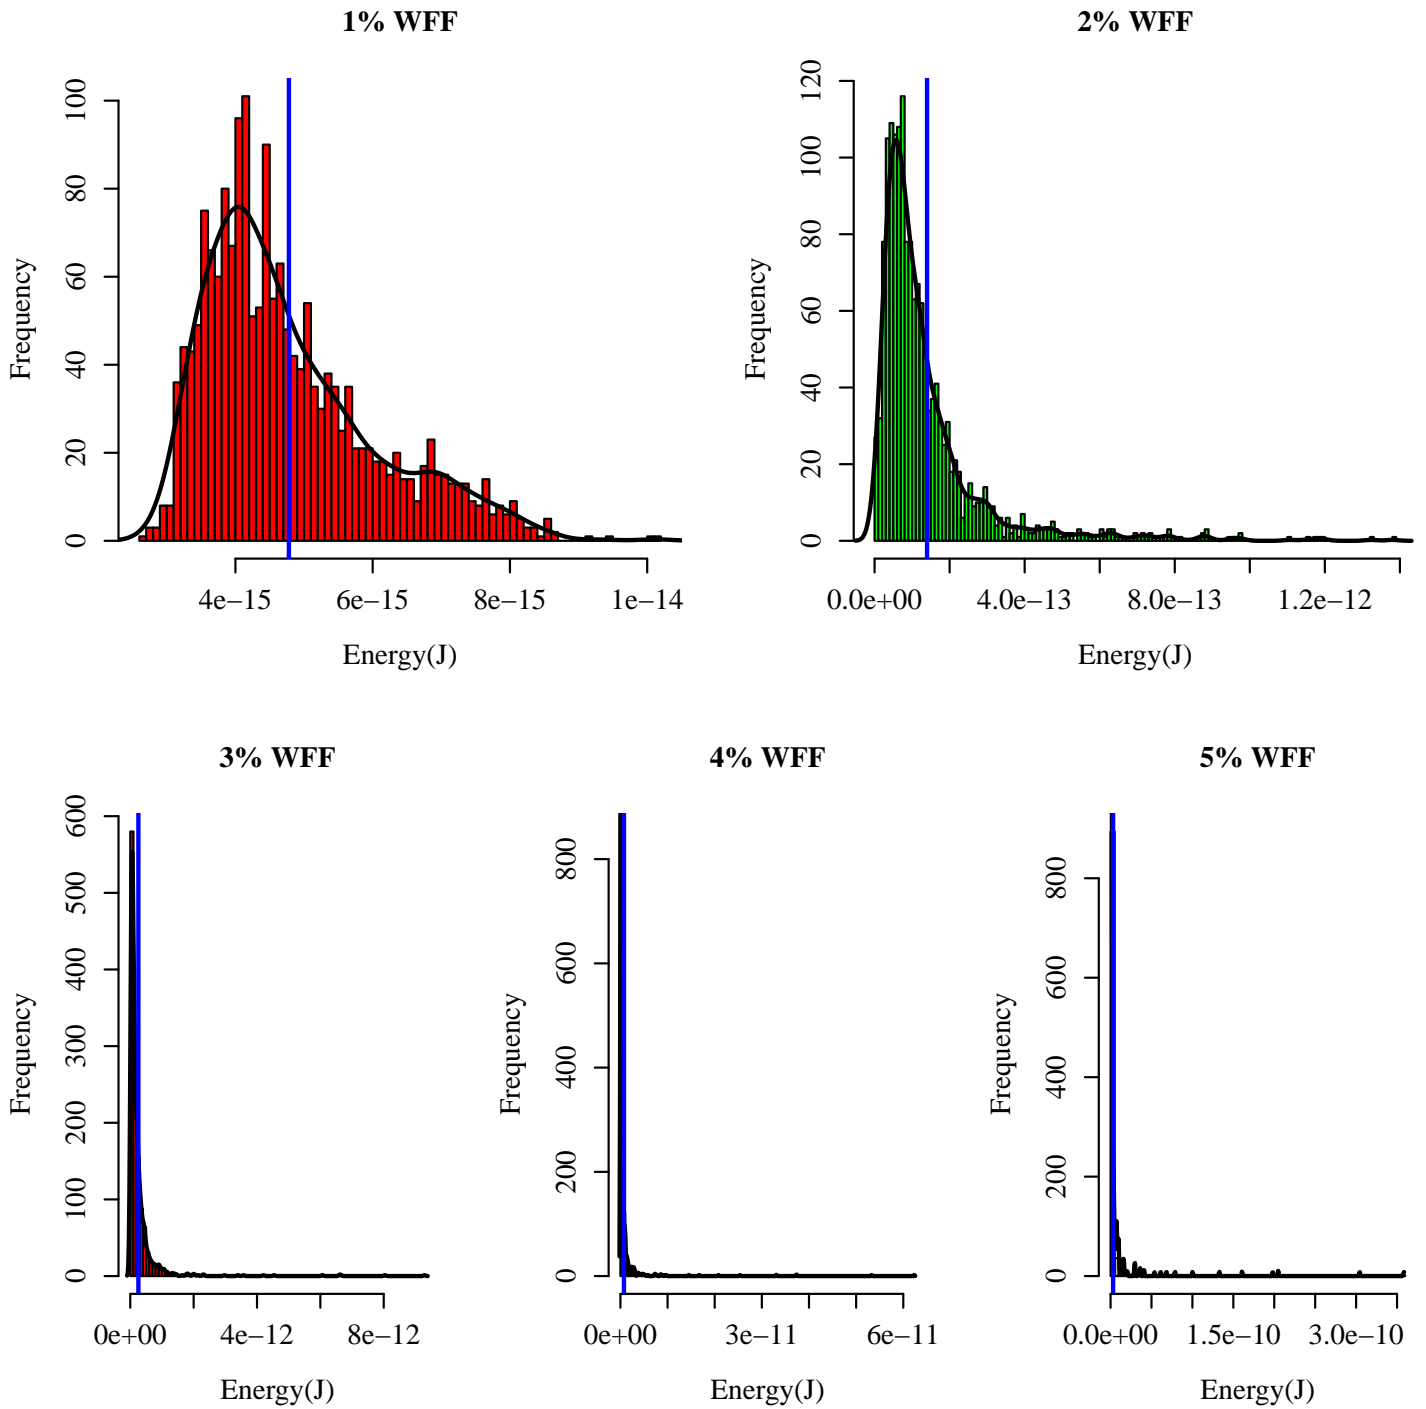 1% WFF
Frequency
0 20 40 60 80 100
4e−15 6e−15 8e−15 1e−14
Energy(J)
2% WFF
Frequency
0 20 40 60 80 100 120
0.0e+00 4.0e−13 8.0e−13 1.2e−12
Energy(J)
3% WFF
Frequency
0 100 200 300 400 500 600
0e+00 4e−12 8e−12
Energy(J)
4% WFF
Frequency
0 200 400 600 800
0e+00 3e−11 6e−11
Energy(J)
5% WFF
Frequency
0 200 400 600 800
0.0e+00 1.5e−10 3.0e−10
Energy(J)